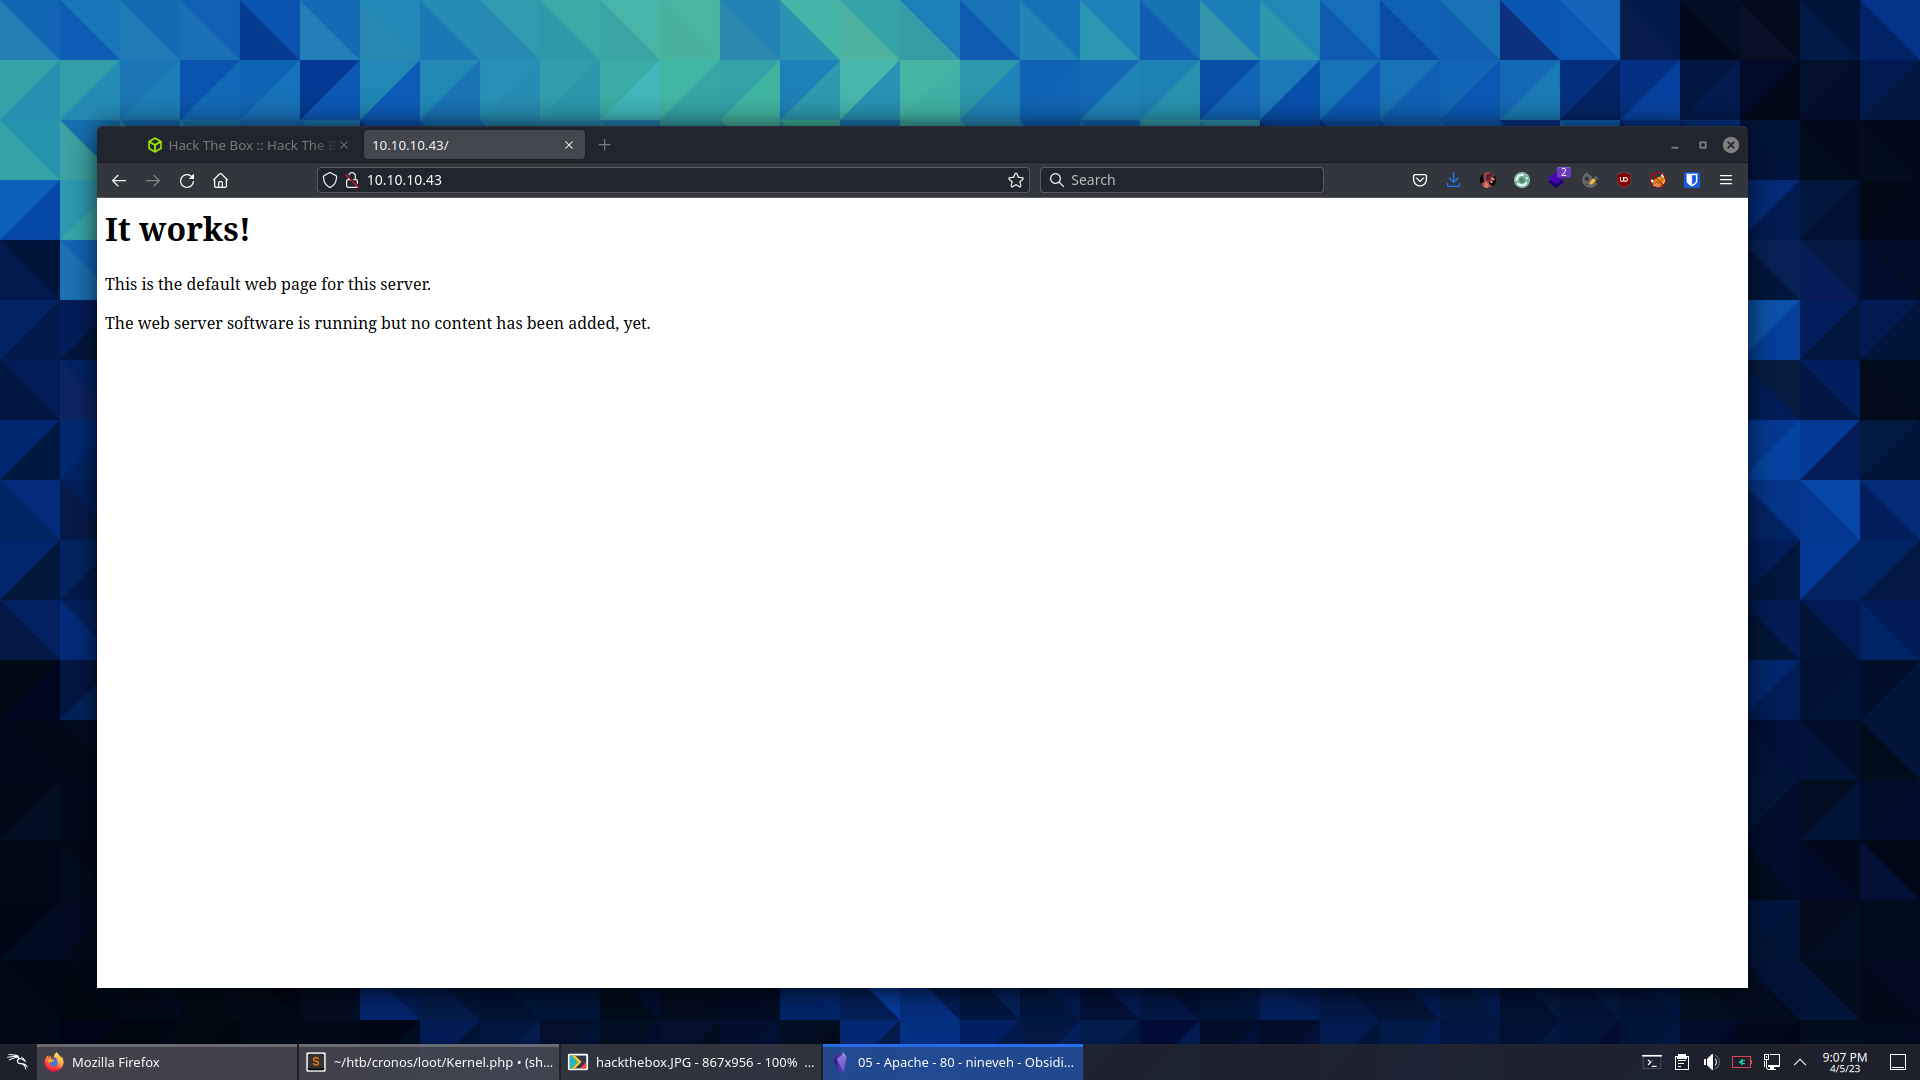 Hack The Box :: Hack The B
10.10.10.43/
10.10.10.43
Search
2
It works!
This is the default web page for this server.
The web server software is running but no content has been added, yet.
Mozilla Firefox
S
~/htb/cronos/loot/Kernel.php • (sh...
hackthebox.JPG - 867x956 - 100% ...
05 - Apache - 80 - nineveh - Obsidi...
9:07 PM
4/5/23